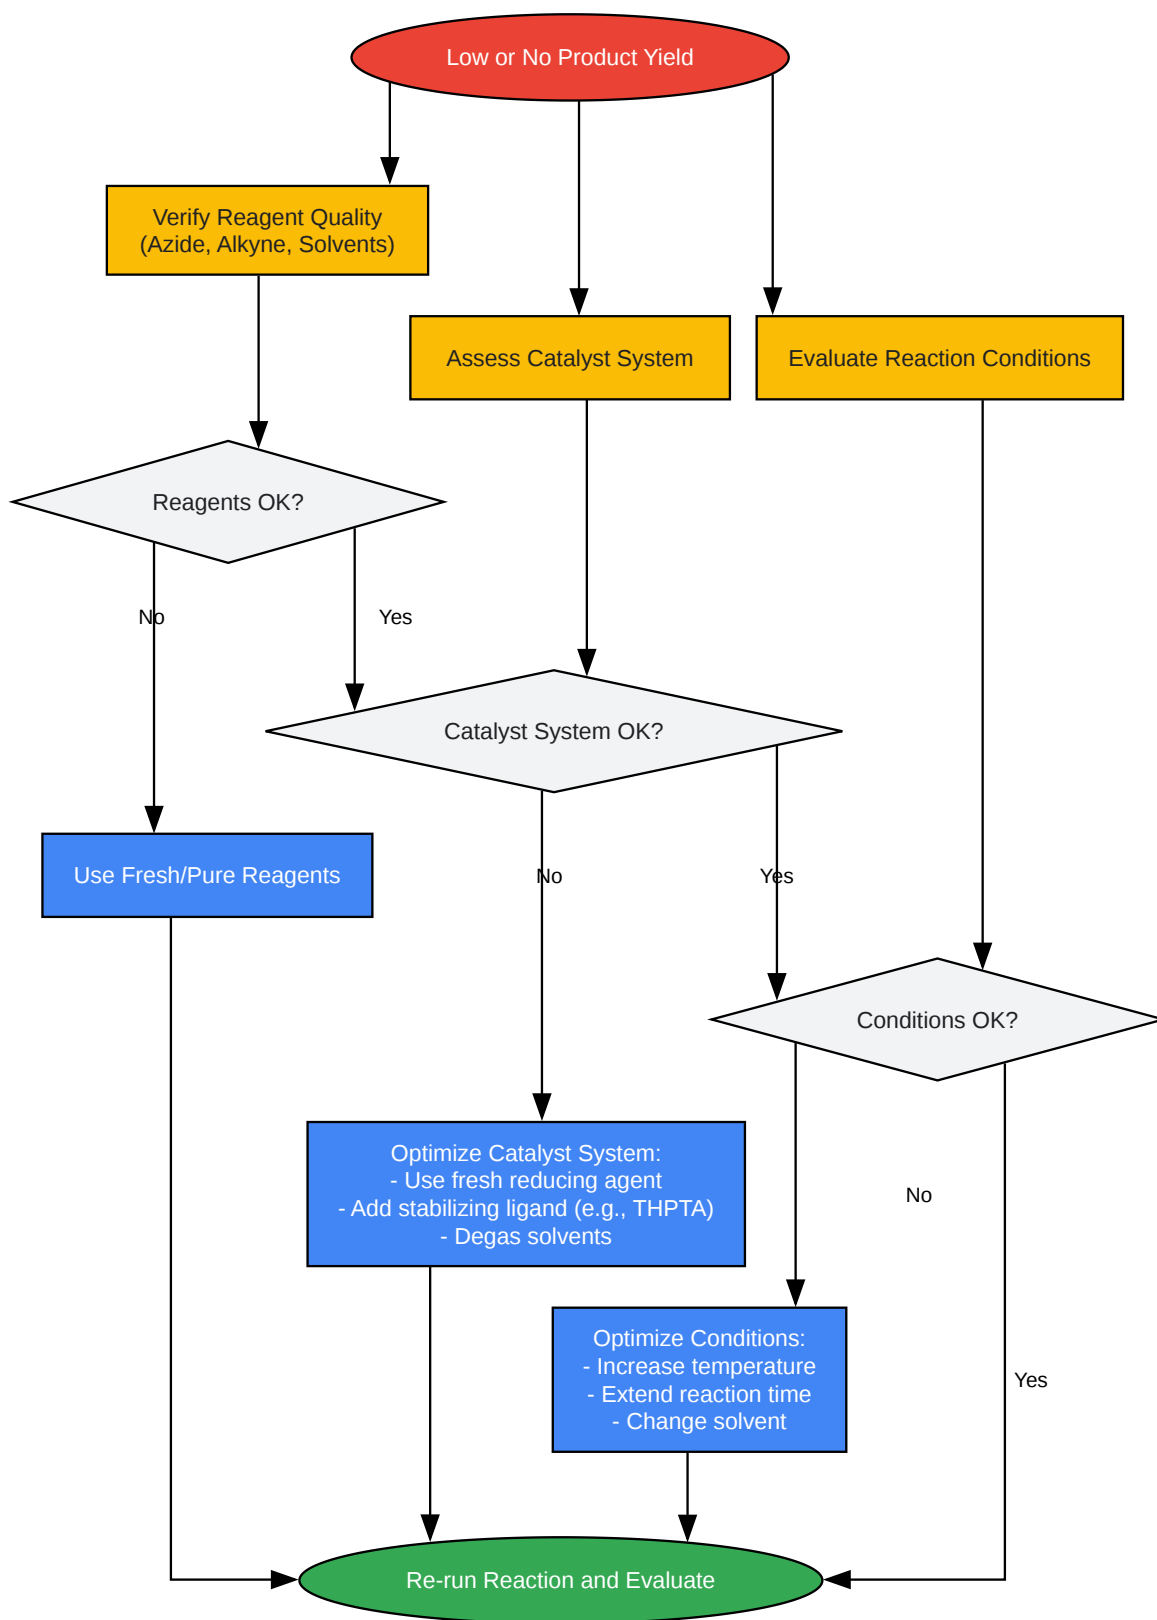 Low or No Product Yield
Verify Reagent Quality
(Azide, Alkyne, Solvents)
Assess Catalyst System
Evaluate Reaction Conditions
Reagents OK?
No
Yes
Catalyst System OK?
Use Fresh/Pure Reagents
No
Yes
Conditions OK?
Optimize Catalyst System:
- Use fresh reducing agent
- Add stabilizing ligand (e.g., THPTA)
- Degas solvents
No
Optimize Conditions:
- Increase temperature
- Extend reaction time
- Change solvent
Yes
Re-run Reaction and Evaluate